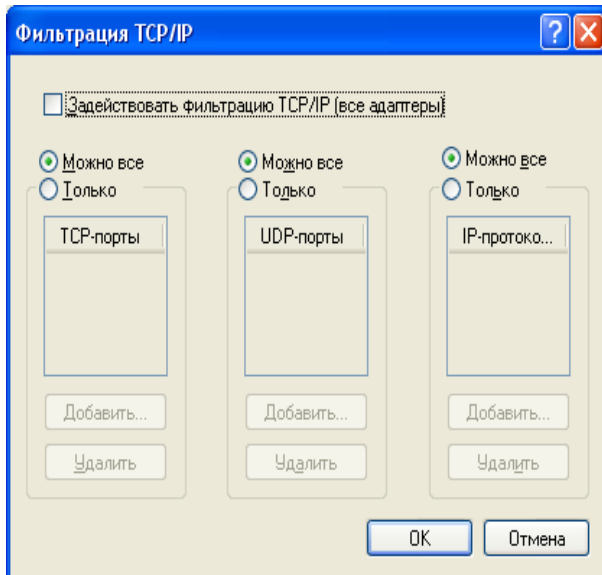 Фильтрация TCP/IP
Задействовать фильтрацию TCP/IP (все адаптеры)
Можно все
Только
TCP-порты
Добавить...
Удалить
Можно все
Только
UDP-порты
Добавить...
Удалить
Можно все
Только
IP-протоко...
Добавить...
Удалить
OK
Отмена